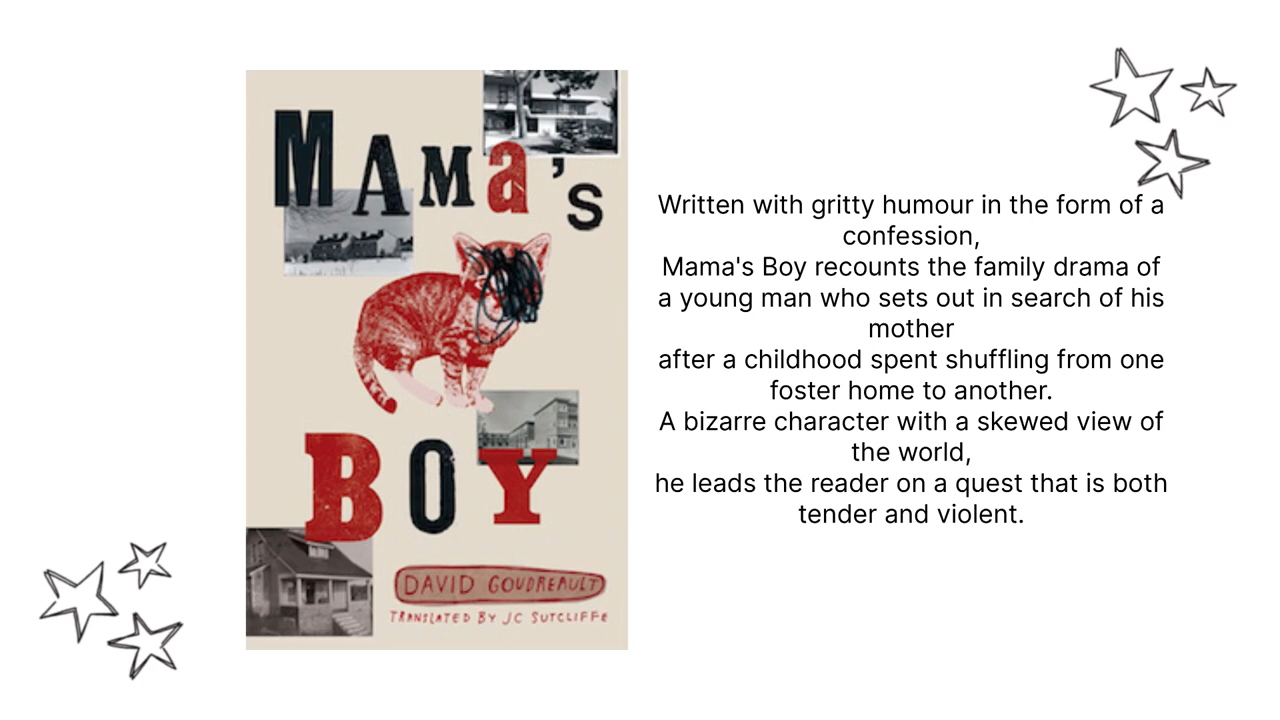 MAMa's
BOY
DAVID GOUDREAULT
TRANSLATED BY JC SUTCLIFFE
Written with gritty humour in the form of a
confession,
Mama's Boy recounts the family drama of
a young man who sets out in search of his
mother
after a childhood spent shuffling from one
foster home to another.
A bizarre character with a skewed view of
the world,
he leads the reader on a quest that is both
tender and violent.